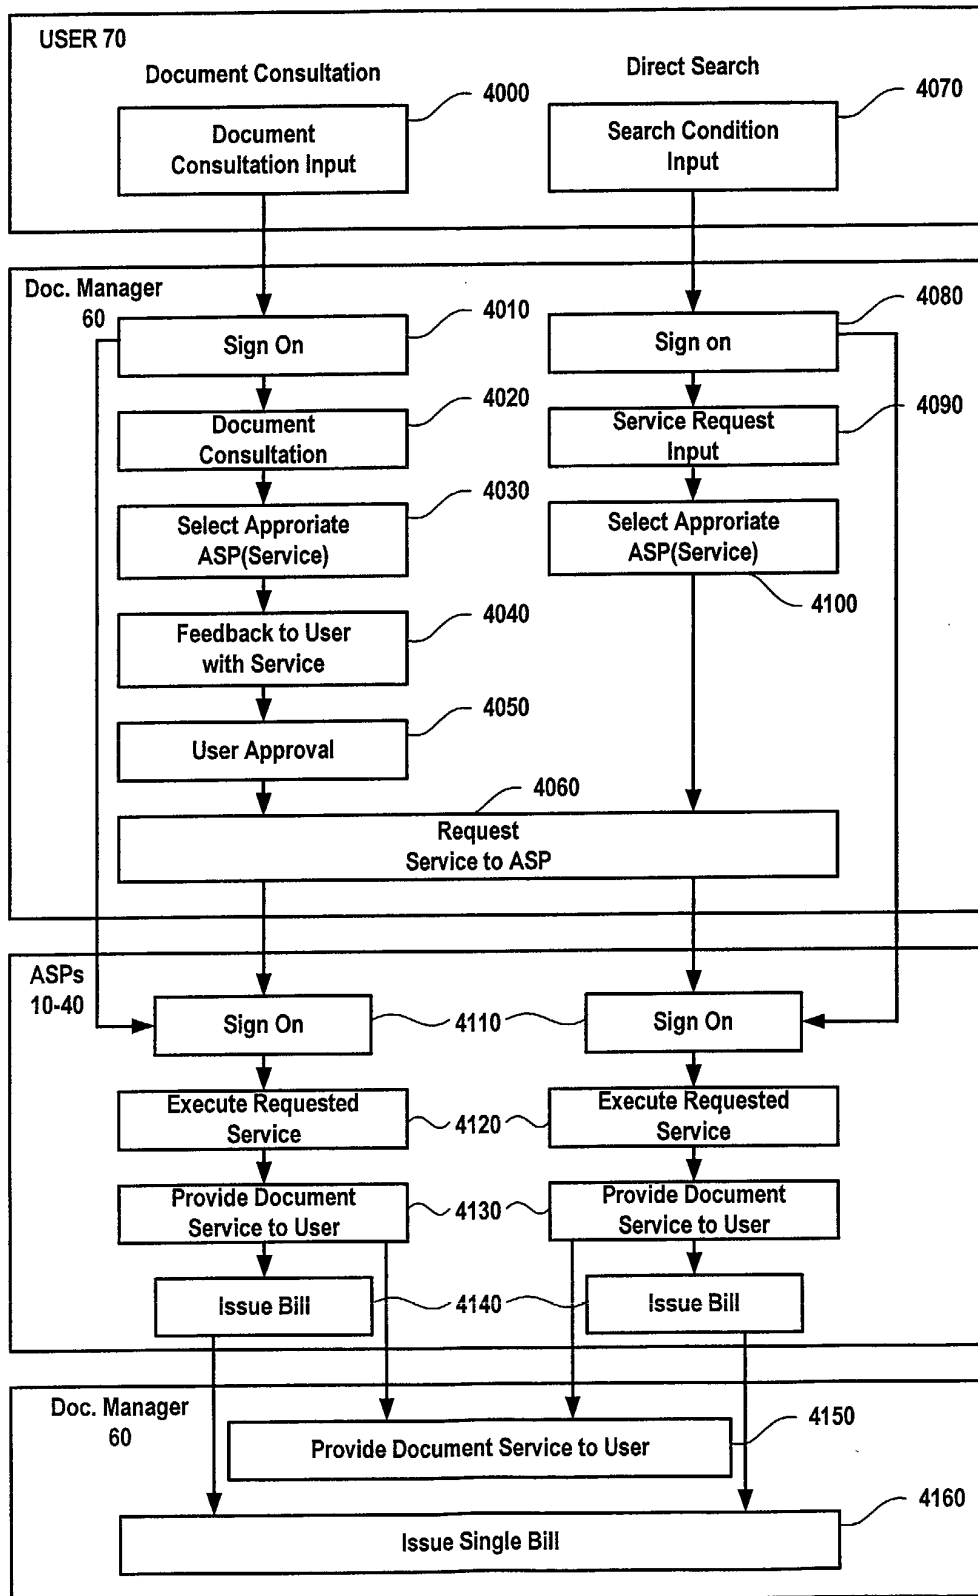 USER 70
Document Consultation
Direct Search
4000
4070
Document
Consultation Input
Search Condition
Input
Doc. Manager
60
4010
4080
Sign On
Sign on
4020
4090
Document
Consultation
Service Request
Input
4030
Select Approriate
ASP(Service)
Select Approriate
ASP(Service)
4100
4040
Feedback to User
with Service
4050
User Approval
4060
Request
Service to ASP
ASPs
10-40
Sign On
4110
Sign On
Execute Requested
Service
4120
Execute Requested
Service
Provide Document
Service to User
4130
Provide Document
Service to User
Issue Bill
4140
Issue Bill
Doc. Manager
60
4150
Provide Document Service to User
4160
Issue Single Bill